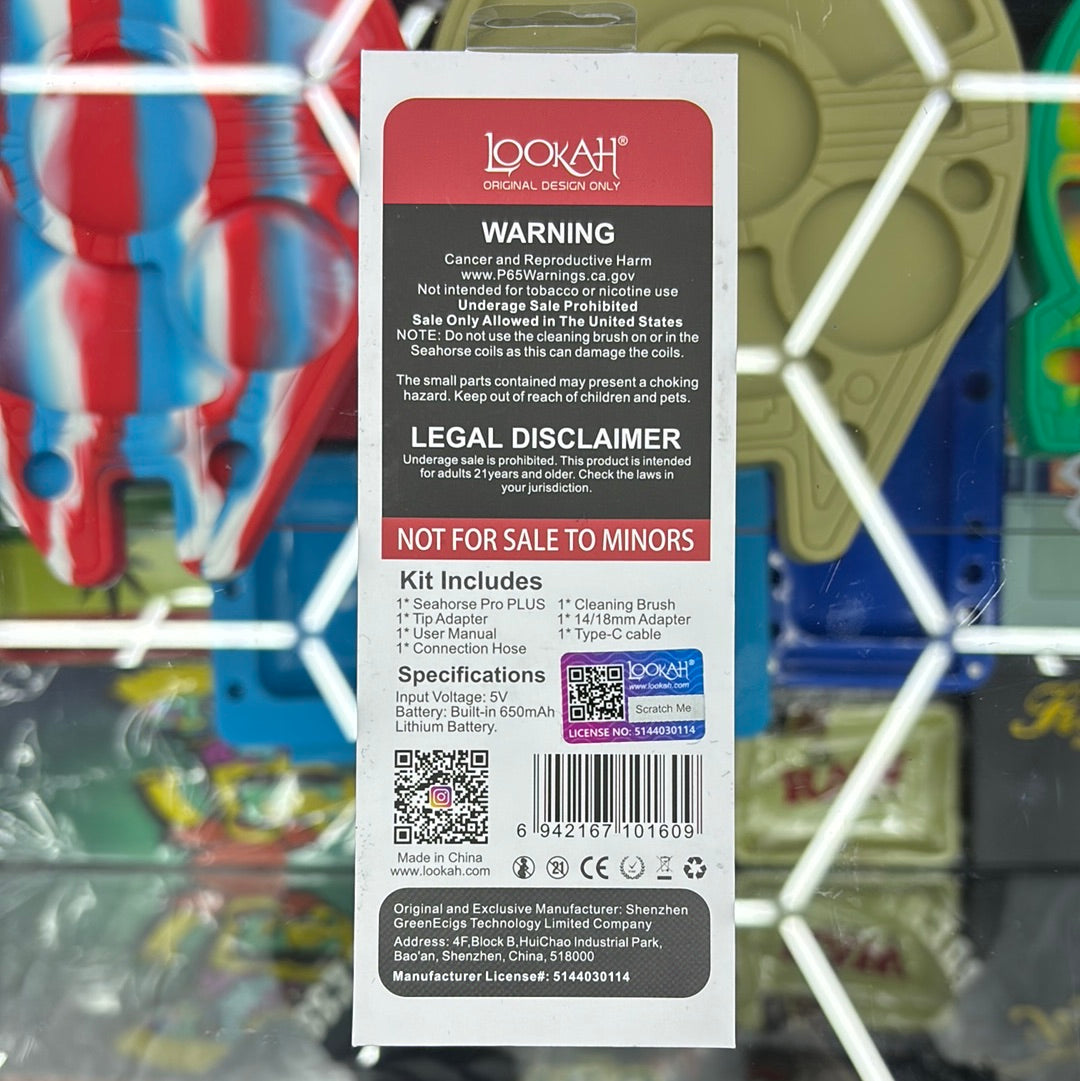 LOOKAH®
ORIGINAL DESIGN ONLY
WARNING
Cancer and Reproductive Harm
www.P65Warnings.ca.gov
Not intended for tobacco or nicotine use
Underage Sale Prohibited
Sale Only Allowed in The United States
NOTE: Do not use the cleaning brush on or in the
Seahorse coils as this can damage the coils.
The small parts contained may present a choking
hazard. Keep out of reach of children and pets.
LEGAL DISCLAIMER
Underage sale is prohibited. This product is intended
for adults 21years and older. Check the laws in
your jurisdiction.
NOT FOR SALE TO MINORS
Kit Includes
1* Seahorse Pro PLUS
1* Tip Adapter
1* User Manual
1* Connection Hose
1* Cleaning Brush
1* 14/18mm Adapter
1* Type-C cable
Specifications
Input Voltage: 5V
Battery: Built-in 650mAh
Lithium Battery.
LOOKAH®
www.lookah.com
Scratch Me
LICENSE NO: 5144030114
6 942167 101609
Made in China
www.lookah.com
21
CE
Original and Exclusive Manufacturer: Shenzhen
GreenEcigs Technology Limited Company
Address: 4F,Block B,HuiChao Industrial Park,
Bao'an, Shenzhen, China, 518000
Manufacturer License#: 5144030114
RAW